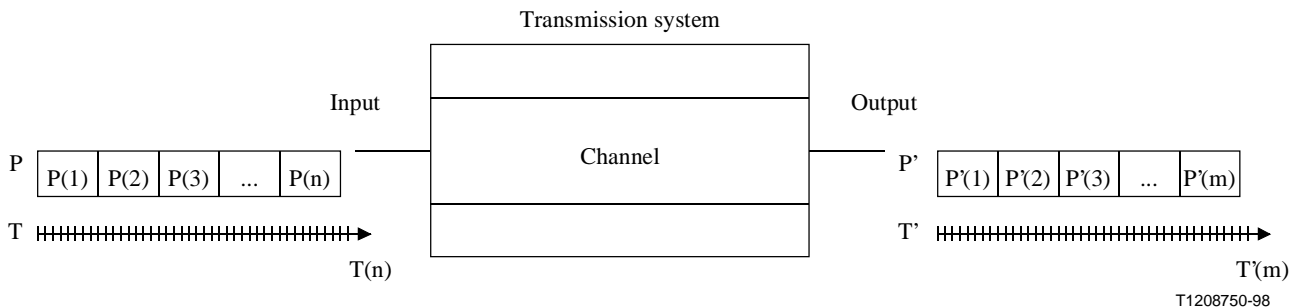 Transmission system
Input
Output
Channel
P
P(1) P(2) P(3) ... P(n)
P'
P'(1) P'(2) P'(3) ... P'(m)
T
T'
T(n)
T'(m)
T1208750-98